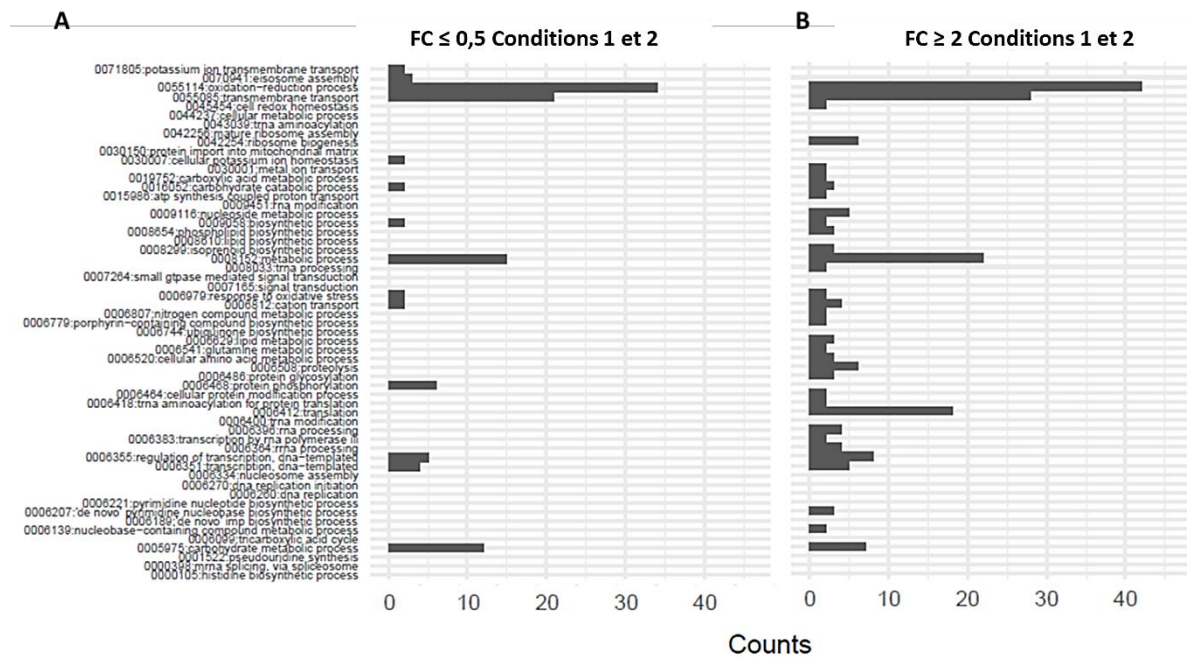 A
B
FC ≤ 0,5 Conditions 1 et 2
FC ≥ 2 Conditions 1 et 2
0071805:potassium ion transmembrane transport
0070941:eisosome assembly
0055114:oxidation-reduction process
0055085:transmembrane transport
0045454:cell redox homeostasis
0044237:cellular metabolic process
0043039:trna aminoacylation
0042256:mature ribosome assembly
0042254:ribosome biogenesis
0030150:protein import into mitochondrial matrix
0030007:cellular potassium ion homeostasis
0030001:metal ion transport
0019752:carboxylic acid metabolic process
0016052:carbohydrate catabolic process
0015986:atp synthesis coupled proton transport
0009451:rna modification
0009116:nucleoside metabolic process
0009058:biosynthetic process
0008654:phospholipid biosynthetic process
0008610:lipid biosynthetic process
0008299:isoprenoid biosynthetic process
0008152:metabolic process
0008033:trna processing
0007264:small gtpase mediated signal transduction
0007165:signal transduction
0006979:response to oxidative stress
0006812:cation transport
0006807:nitrogen compound metabolic process
0006779:porphyrin-containing compound biosynthetic process
0006744:ubiquinone biosynthetic process
0006629:lipid metabolic process
0006541:glutamine metabolic process
0006520:cellular amino acid metabolic process
0006508:proteolysis
0006486:protein glycosylation
0006468:protein phosphorylation
0006464:cellular protein modification process
0006418:trna aminoacylation for protein translation
0006412:translation
0006400:trna modification
0006396:rna processing
0006383:transcription by rna polymerase iii
0006364:rrna processing
0006355:regulation of transcription, dna-templated
0006351:transcription, dna-templated
0006334:nucleosome assembly
0006270:dna replication initiation
0006260:dna replication
0006221:pyrimidine nucleotide biosynthetic process
0006207:'de novo' pyrimidine nucleobase biosynthetic process
0006189:'de novo' imp biosynthetic process
0006139:nucleobase-containing compound metabolic process
0006099:tricarboxylic acid cycle
0005975:carbohydrate metabolic process
0001522:pseudouridine synthesis
0000398:mrna splicing, via spliceosome
0000105:histidine biosynthetic process
0 10 20 30 40
0 10 20 30 40
Counts